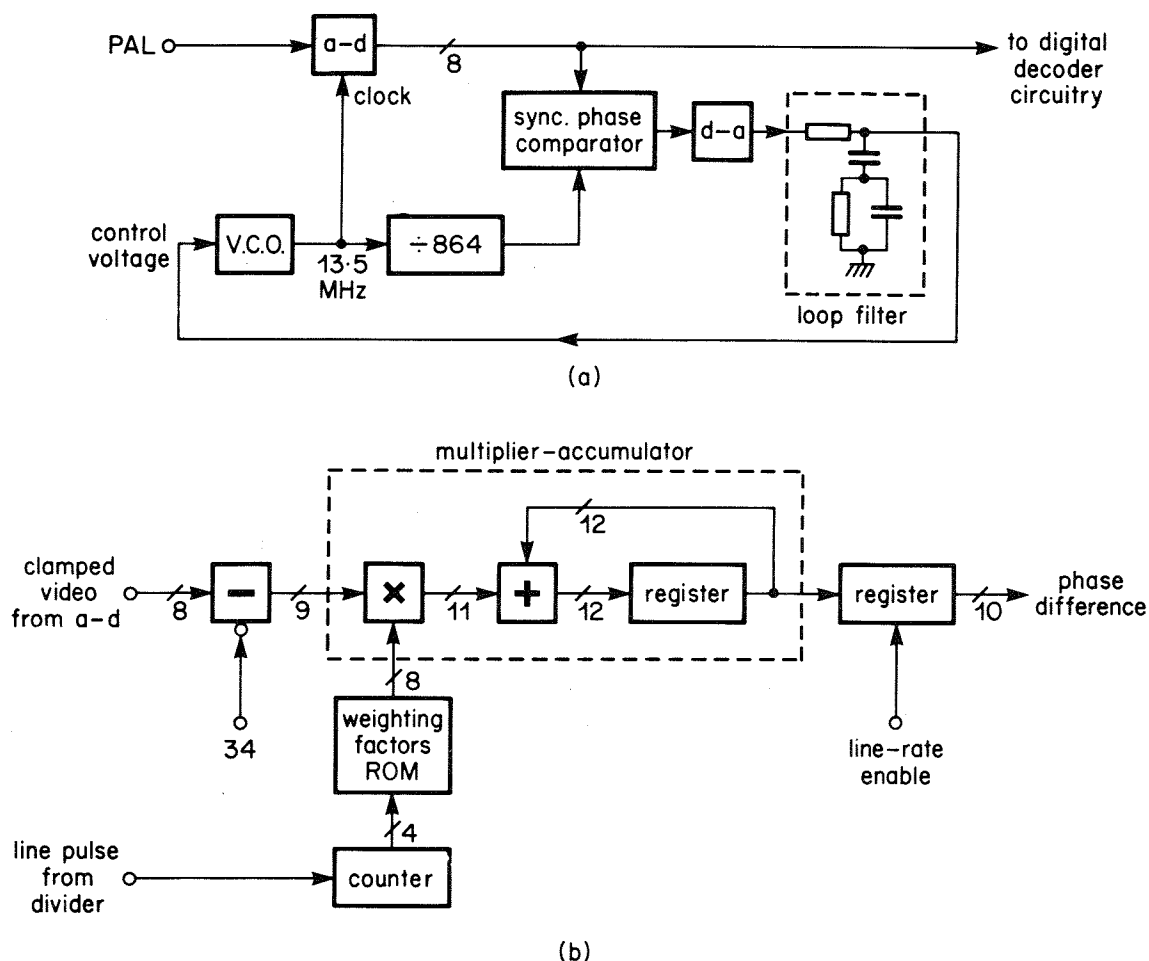 PAL
a–d
8
to digital
decoder
circuitry
clock
sync. phase
comparator
d–a
control
voltage
V.C.O.
÷864
13·5
MHz
loop filter
(a)
multiplier–accumulator
12
clamped
video
from a–d
8
−
9
×
11
+
12
register
register
10
phase
difference
34
8
weighting
factors
ROM
line–rate
enable
4
line pulse
from
divider
counter
(b)